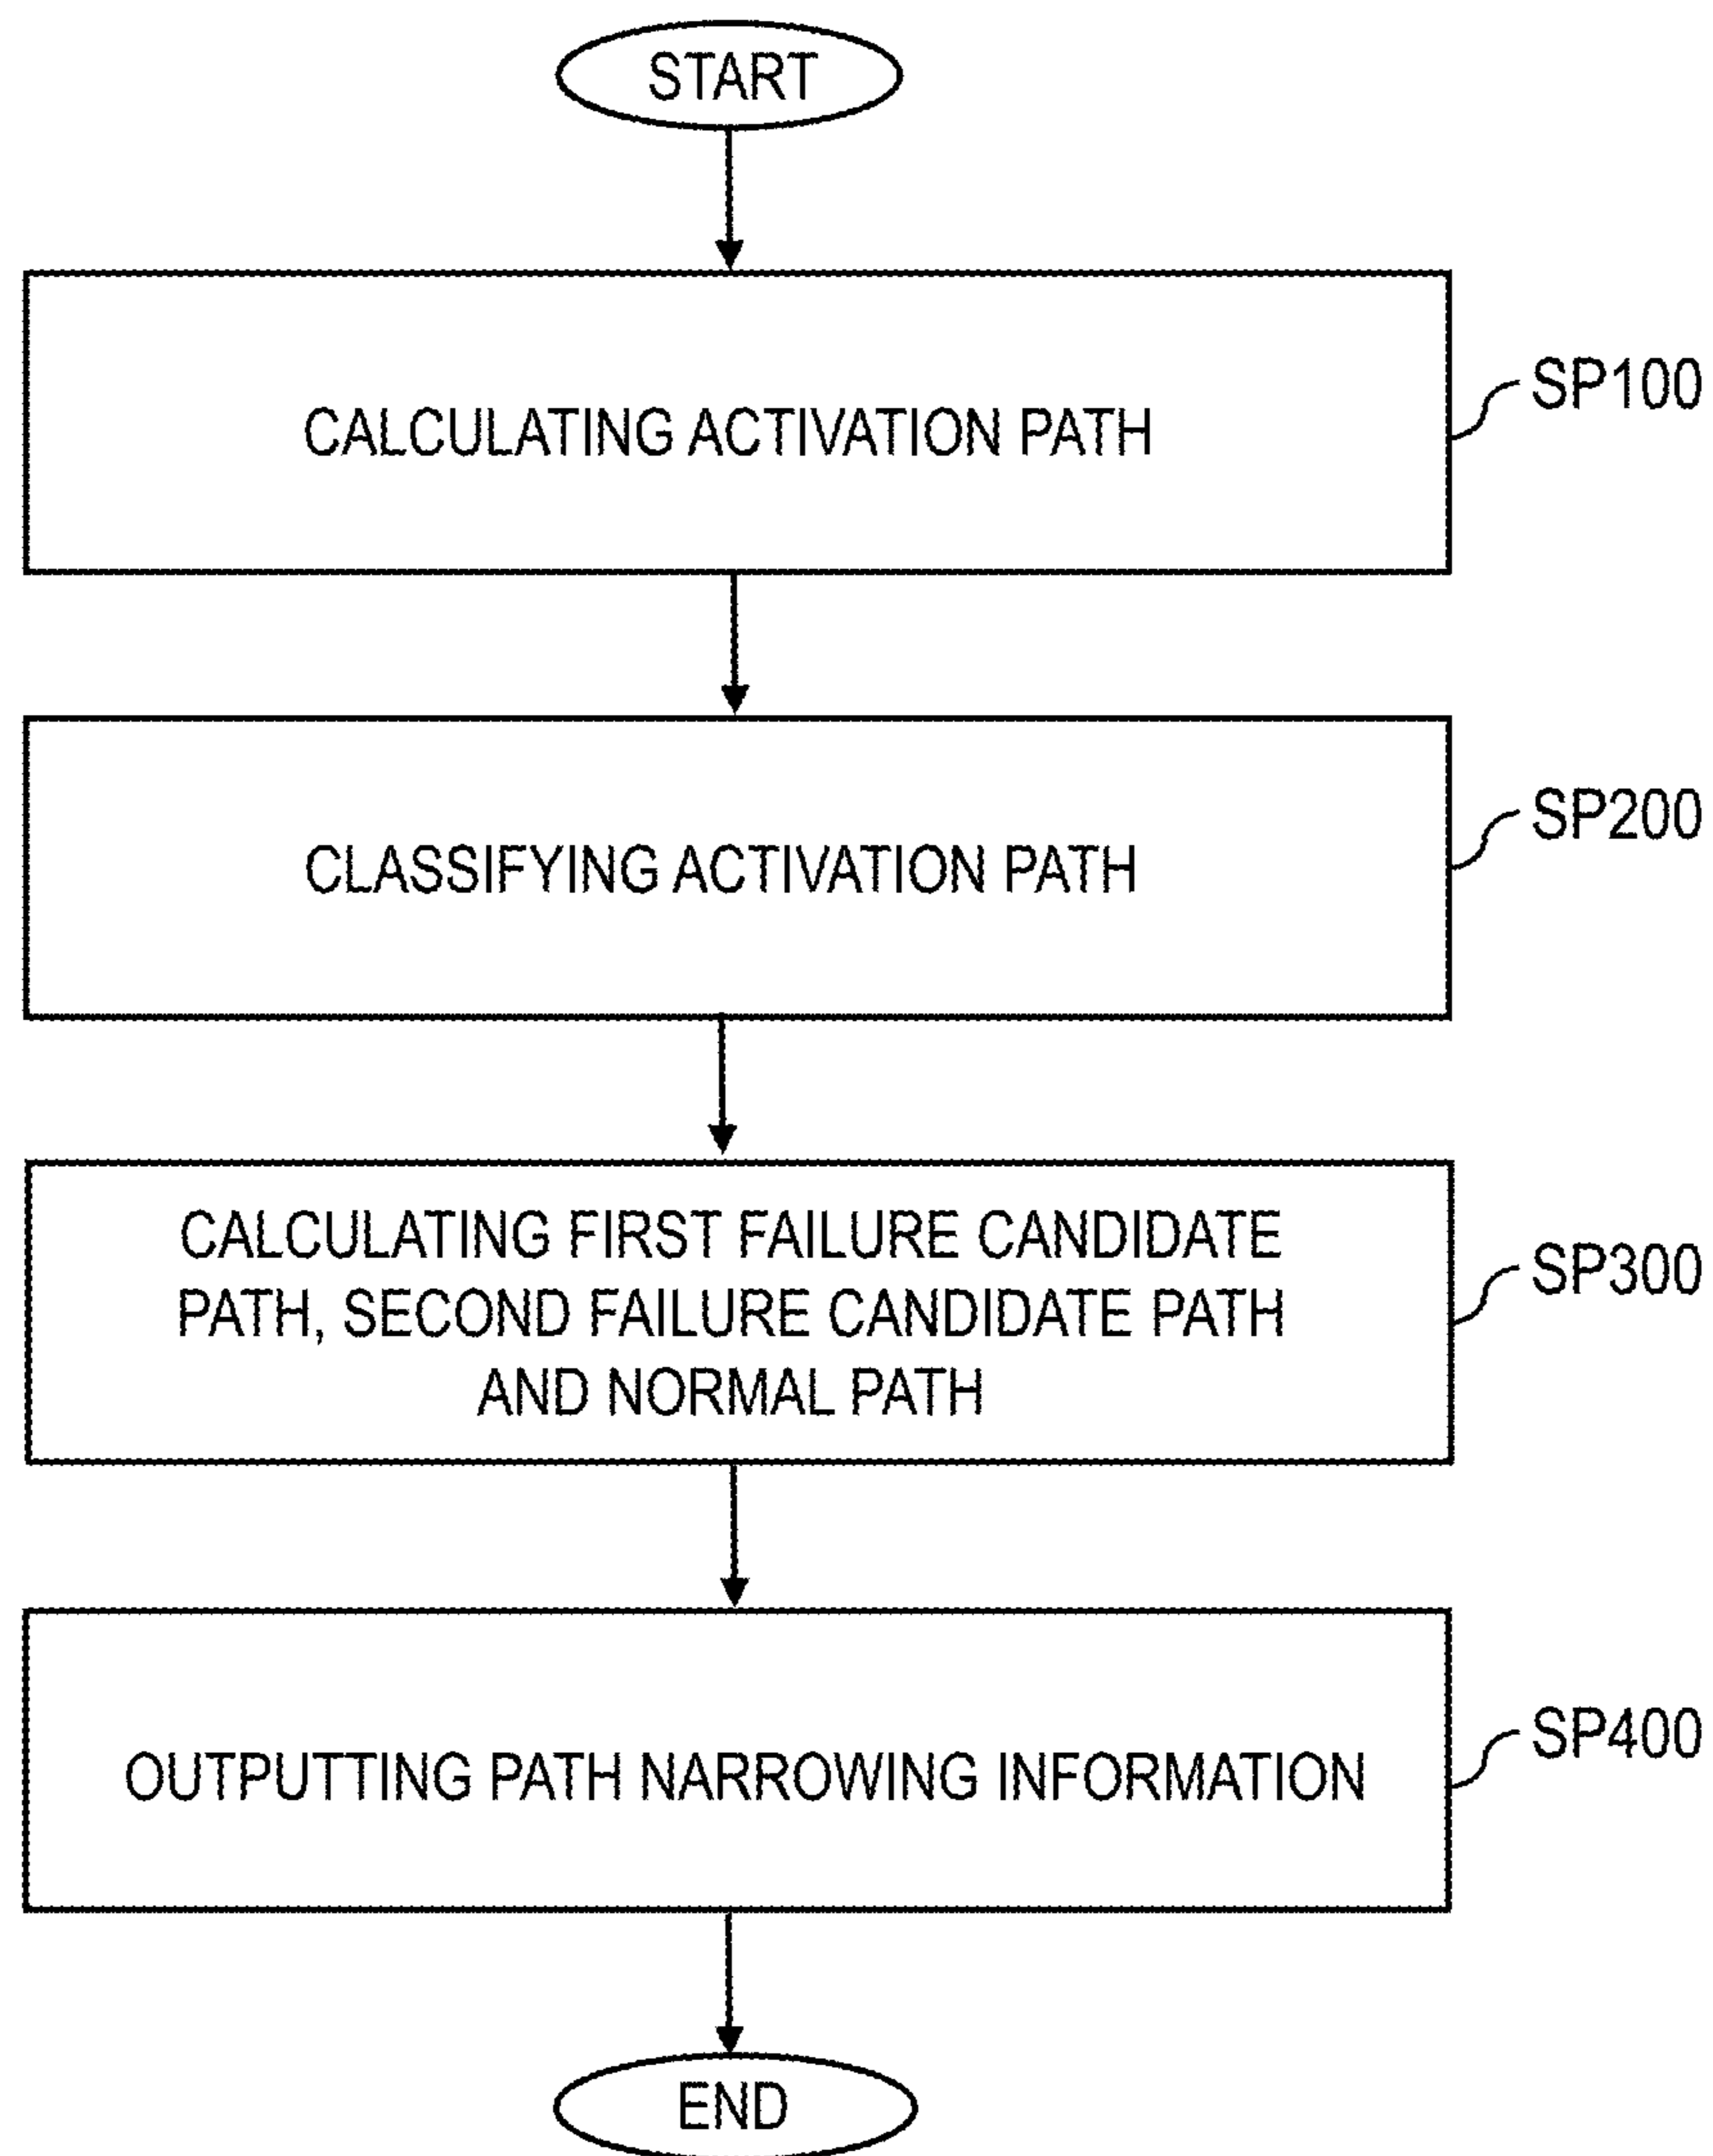 START
CALCULATING ACTIVATION PATH
SP100
CLASSIFYING ACTIVATION PATH
SP200
CALCULATING FIRST FAILURE CANDIDATE
PATH, SECOND FAILURE CANDIDATE PATH
AND NORMAL PATH
SP300
OUTPUTTING PATH NARROWING INFORMATION
SP400
END